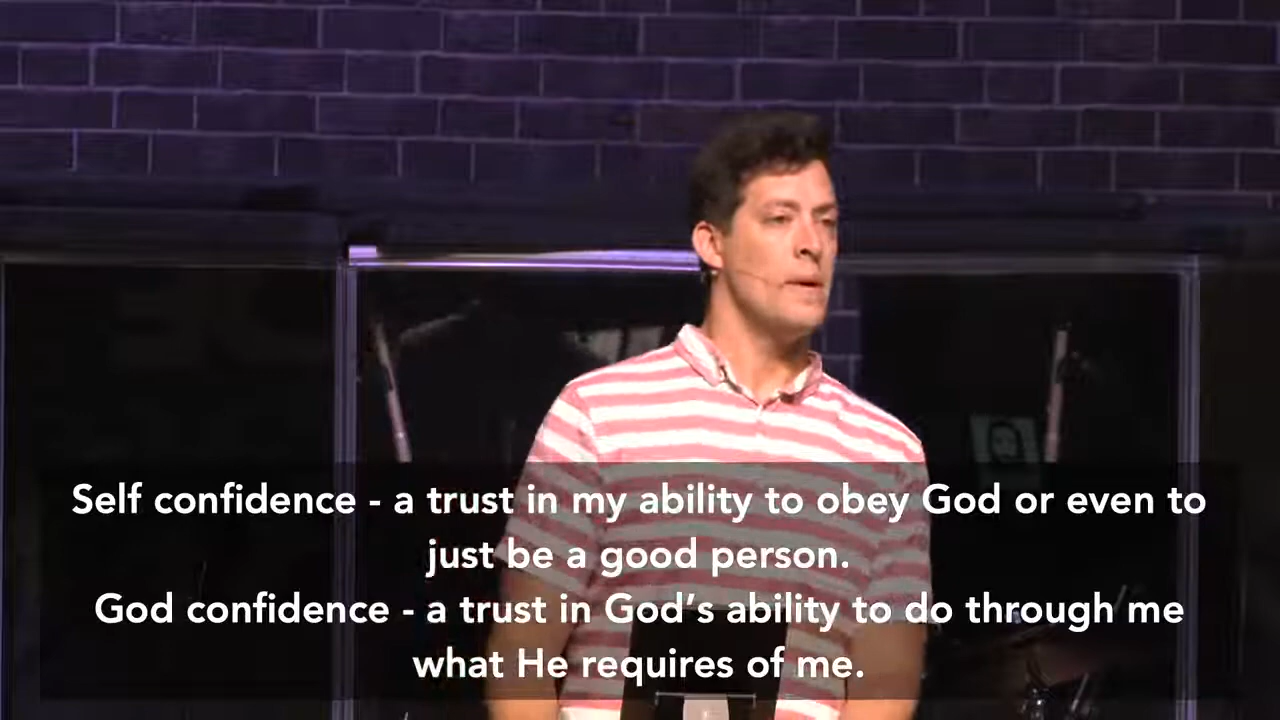 Self confidence - a trust in my ability to obey God or even to
just be a good person.
God confidence - a trust in God’s ability to do through me
what He requires of me.